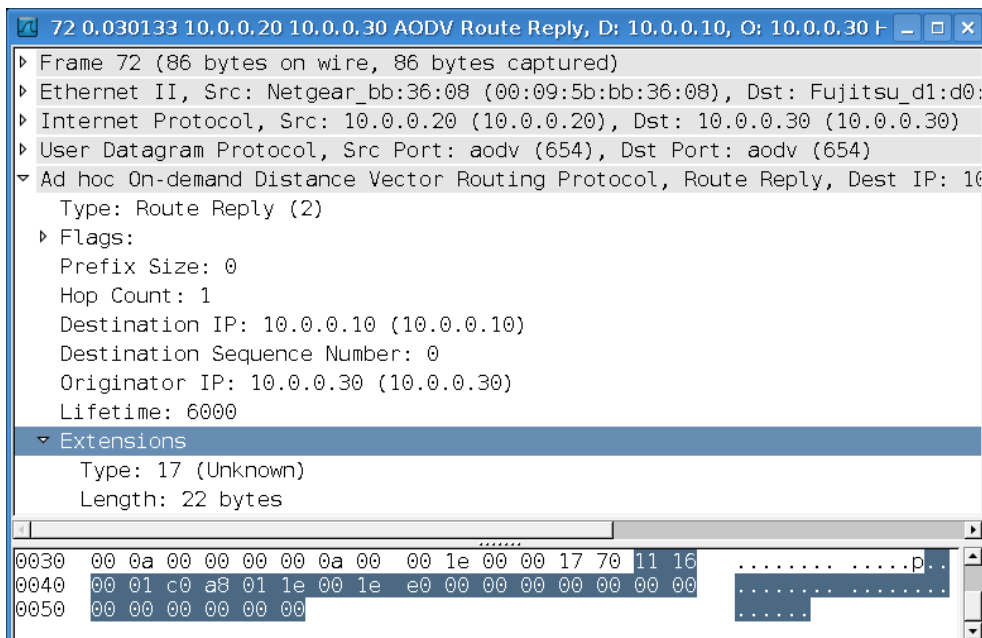 72 0.030133 10.0.0.20 10.0.0.30 AODV Route Reply, D: 10.0.0.10, O: 10.0.0.30 H
Frame 72 (86 bytes on wire, 86 bytes captured)
Ethernet II, Src: Netgear_bb:36:08 (00:09:5b:bb:36:08), Dst: Fujitsu_d1:d0:
Internet Protocol, Src: 10.0.0.20 (10.0.0.20), Dst: 10.0.0.30 (10.0.0.30)
User Datagram Protocol, Src Port: aodv (654), Dst Port: aodv (654)
Ad hoc On-demand Distance Vector Routing Protocol, Route Reply, Dest IP: 10
Type: Route Reply (2)
Flags:
Prefix Size: 0
Hop Count: 1
Destination IP: 10.0.0.10 (10.0.0.10)
Destination Sequence Number: 0
Originator IP: 10.0.0.30 (10.0.0.30)
Lifetime: 6000
Extensions
Type: 17 (Unknown)
Length: 22 bytes
0030 00 0a 00 00 00 00 0a 00 00 1e 00 00 17 70 11 16 ........ .....p..
0040 00 01 c0 a8 01 1e 00 1e e0 00 00 00 00 00 00 00 ........ ........
0050 00 00 00 00 00 00 ......